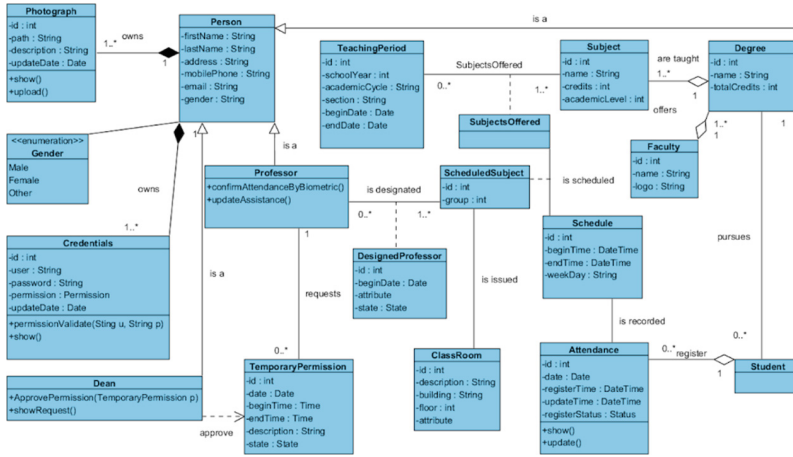 Photograph
-id : int
-path : String
-description : String
-updateDate : Date
+show()
+upload()
owns
1..*
1
Person
-firstName : String
-lastName : String
-address : String
-mobilePhone : String
-email : String
-gender : String
is a
TeachingPeriod
-id : int
-schoolYear : int
-academicCycle : String
-section : String
-beginDate : Date
-endDate : Date
SubjectsOffered
0..*
1..*
Subject
-id : int
-name : String
-credits : int
-academicLevel : int
are taught
1..*
1
Degree
-id : int
-name : String
-totalCredits : int
offers
1
1
SubjectsOffered
<<enumeration>>
Gender
Male
Female
Other
1
1
is a
Faculty
-id : int
-name : String
-logo : String
Professor
+confirmAttendanceByBiometric()
+updateAssistance()
is designated
0..*
1..*
ScheduledSubject
-id : int
-group : int
is scheduled
owns
1..*
Schedule
-id : int
-beginTime : DateTime
-endTime : DateTime
-weekDay : String
Credentials
-id : int
-user : String
-password : String
-permission : Permission
-updateDate : Date
+permissionValidate(Sting u, String p)
+show()
is a
1
requests
0..*
DesignedProfessor
-id : int
-beginDate : Date
-attribute
-state : State
is issued
pursues
is recorded
Dean
+ApprovePermission(TemporaryPermission p)
+showRequest()
approve
TemporaryPermission
-id : int
-date : Date
-beginTime : Time
-endTime : Time
-description : String
-state : State
ClassRoom
-id : int
-description : String
-building : String
-floor : int
-attribute
Attendance
-id : int
-date : Date
-registerTime : DateTime
-updateTime : DateTime
-registerStatus : Status
+show()
+update()
0..*
register
1
0..*
Student